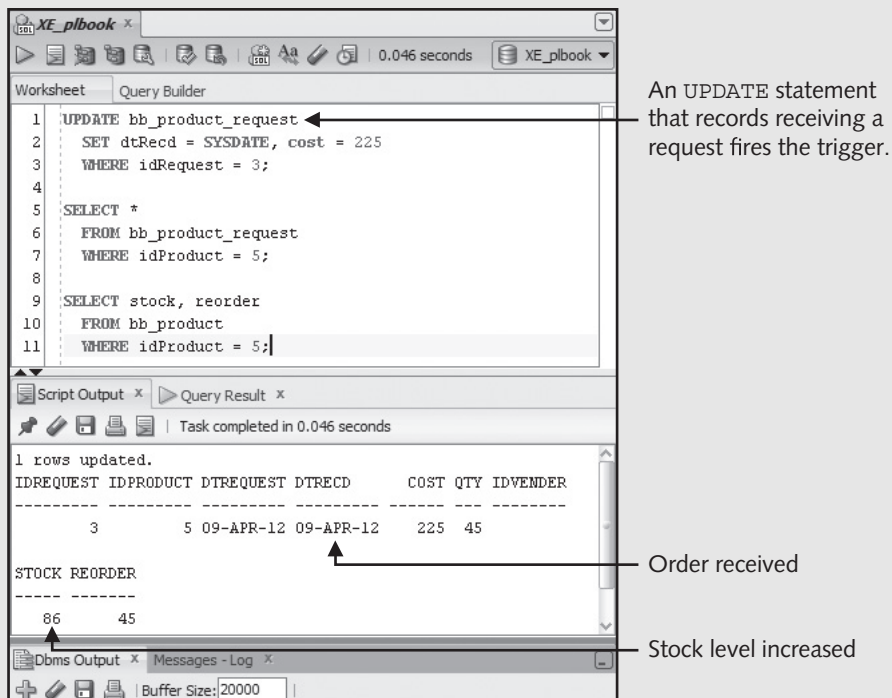 XE_plbook x
SQL Aa 0.046 seconds XE_plbook
Worksheet Query Builder
1 UPDATE bb_product_request
2 SET dtRecd = SYSDATE, cost = 225
3 WHERE idRequest = 3;
4
5 SELECT *
6 FROM bb_product_request
7 WHERE idProduct = 5;
8
9 SELECT stock, reorder
10 FROM bb_product
11 WHERE idProduct = 5;
An UPDATE statement
that records receiving a
request fires the trigger.
Script Output x Query Result x
Task completed in 0.046 seconds
1 rows updated.
IDREQUEST IDPRODUCT DTREQUEST DTRECD COST QTY IDVENDER
--------- --------- --------- --------- ------ --- --------
3 5 09-APR-12 09-APR-12 225 45
Order received
STOCK REORDER
----- -------
86 45
Stock level increased
Dbms Output x Messages - Log x
Buffer Size: 20000